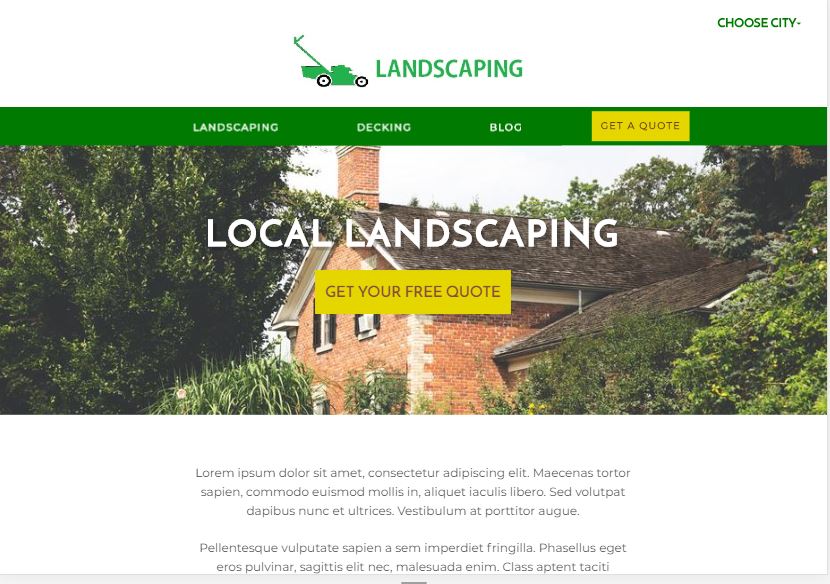 CHOOSE CITY-
LANDSCAPING
LANDSCAPING DECKING BLOG GET A QUOTE
LOCAL LANDSCAPING
GET YOUR FREE QUOTE
Lorem ipsum dolor sit amet, consectetur adipiscing elit. Maecenas tortor
sapien, commodo euismod mollis in, aliquet iaculis libero. Sed volutpat
dapibus nunc et ultrices. Vestibulum at porttitor augue.
Pellentesque vulputate sapien a sem imperdiet fringilla. Phasellus eget
eros pulvinar, sagittis elit nec, malesuada enim. Class aptent taciti